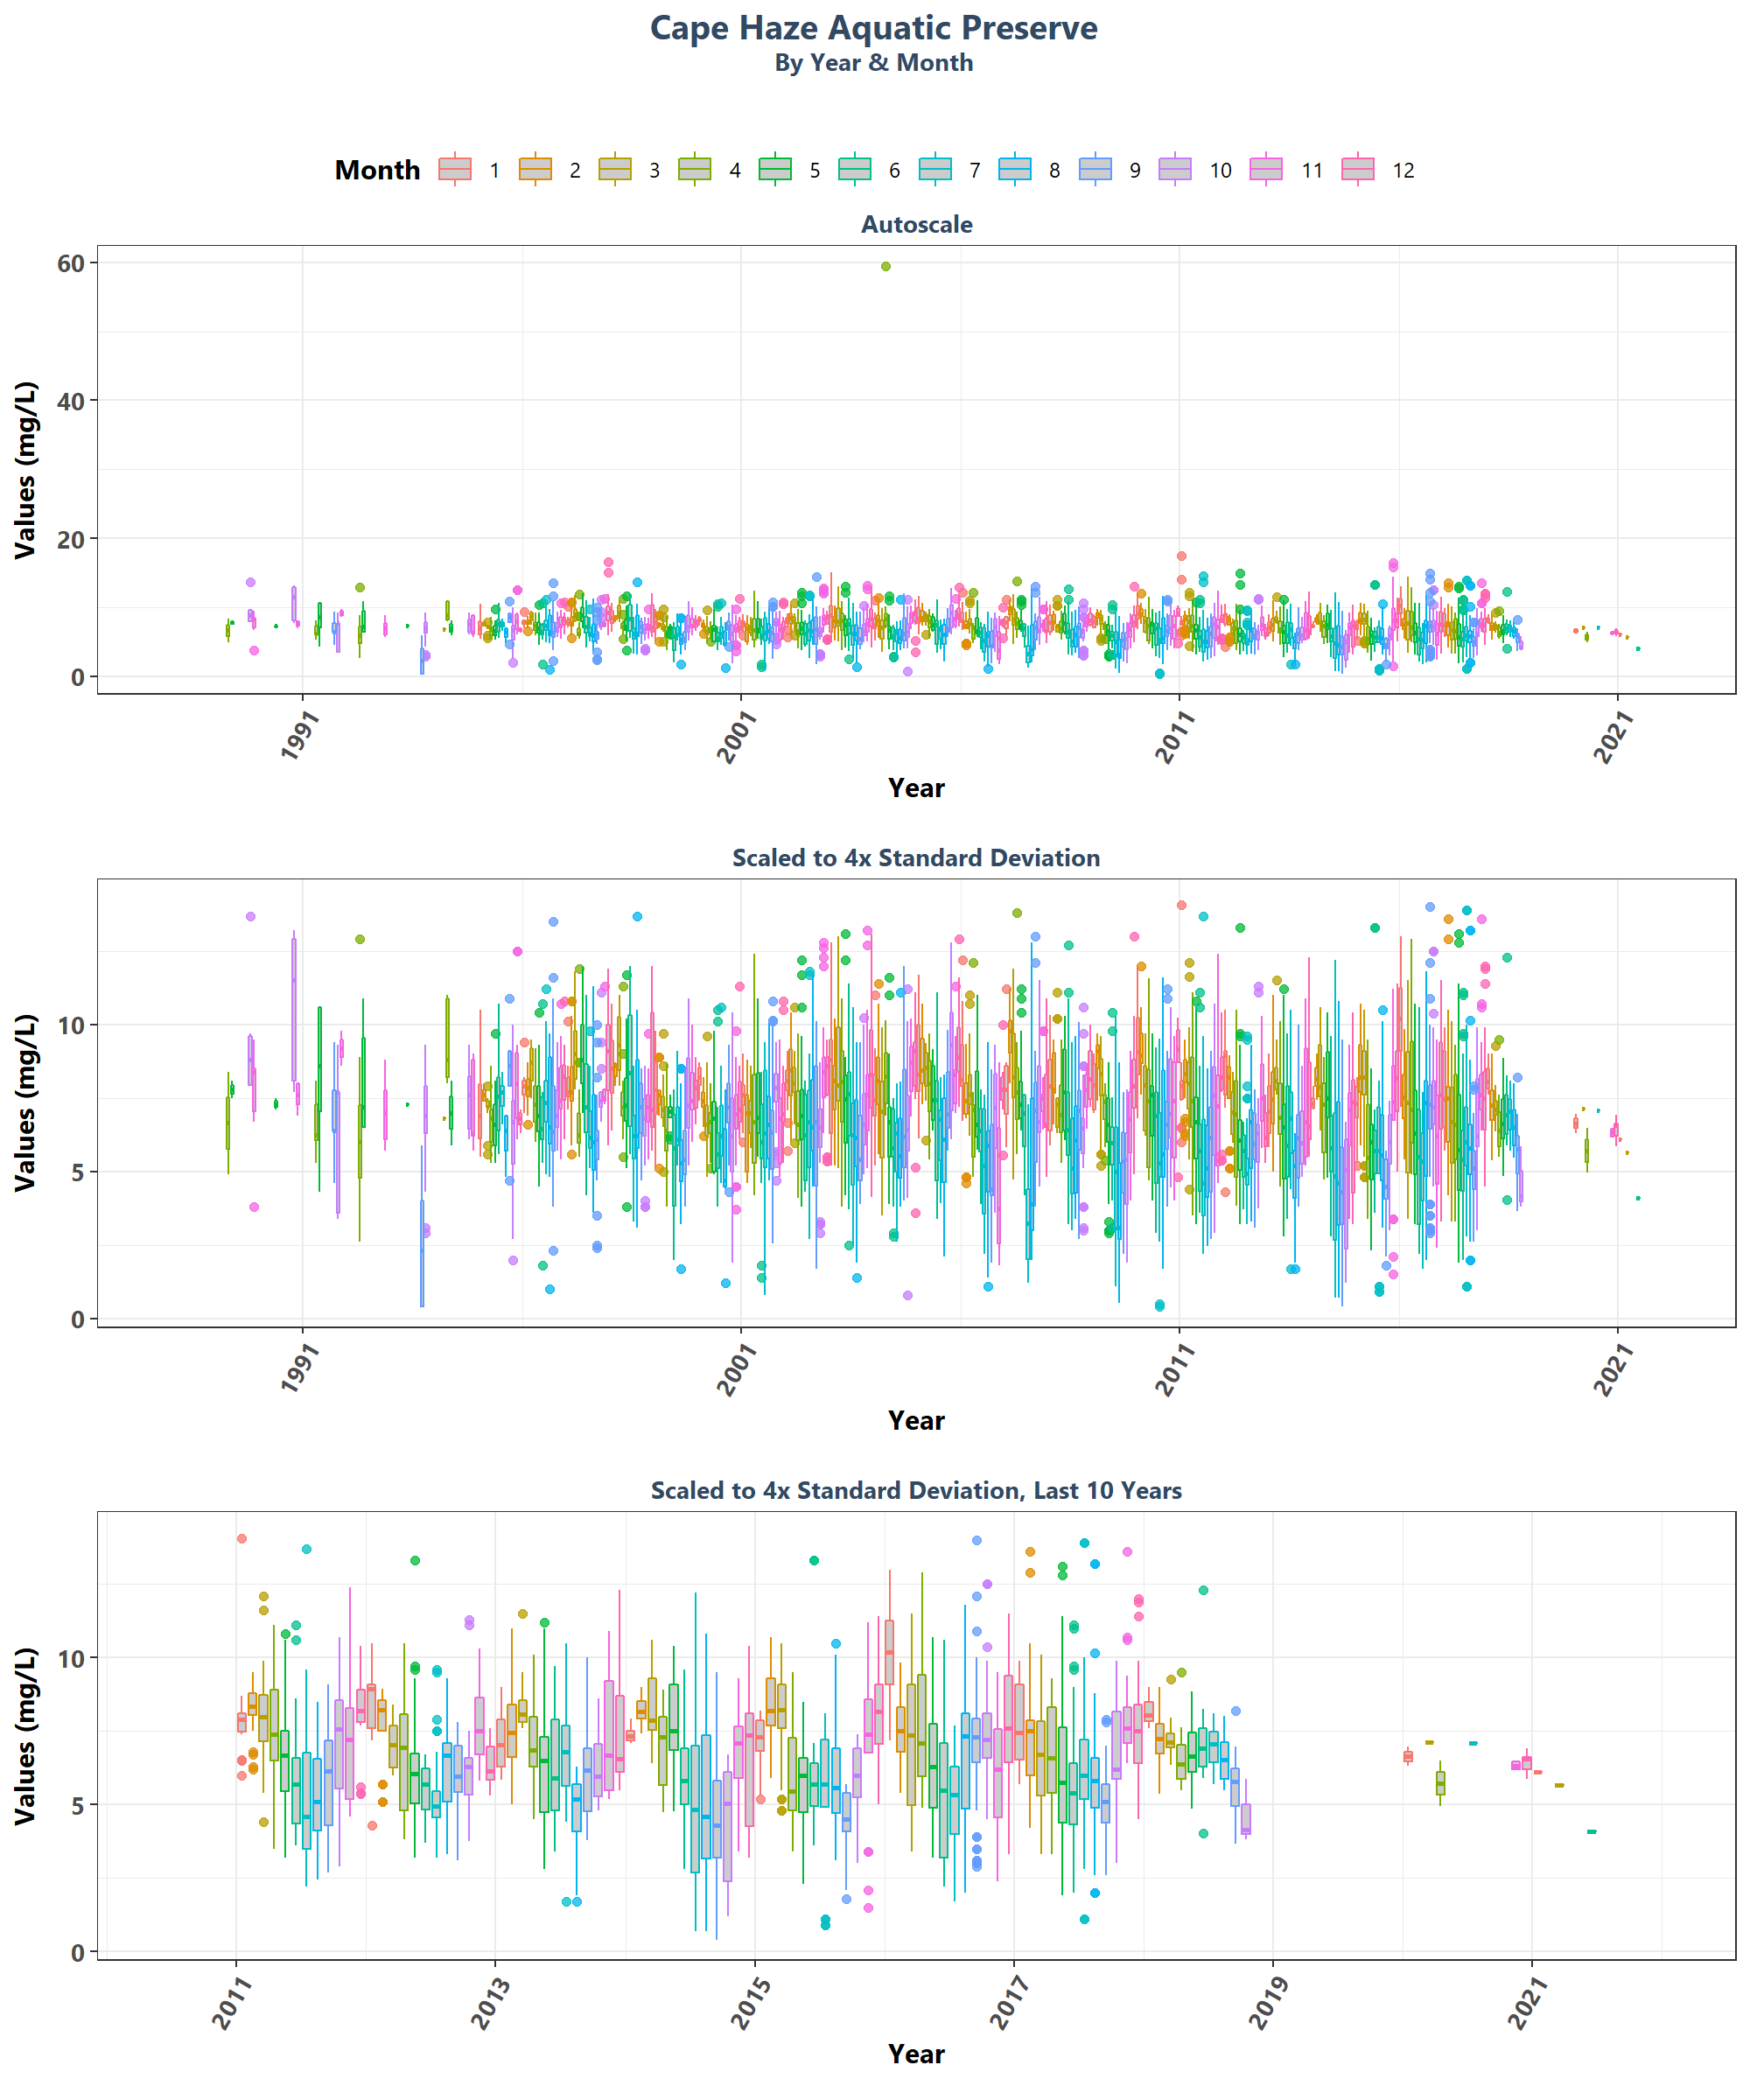 Cape Haze Aquatic Preserve
By Year & Month
Month 1 2 3 4 5 6 7 8 9 10 11 12
Autoscale
Values (mg/L)
60
40
20
0
1991 2001 2011 2021
Year
Scaled to 4x Standard Deviation
Values (mg/L)
10
5
0
1991 2001 2011 2021
Year
Scaled to 4x Standard Deviation, Last 10 Years
Values (mg/L)
10
5
0
2011 2013 2015 2017 2019 2021
Year